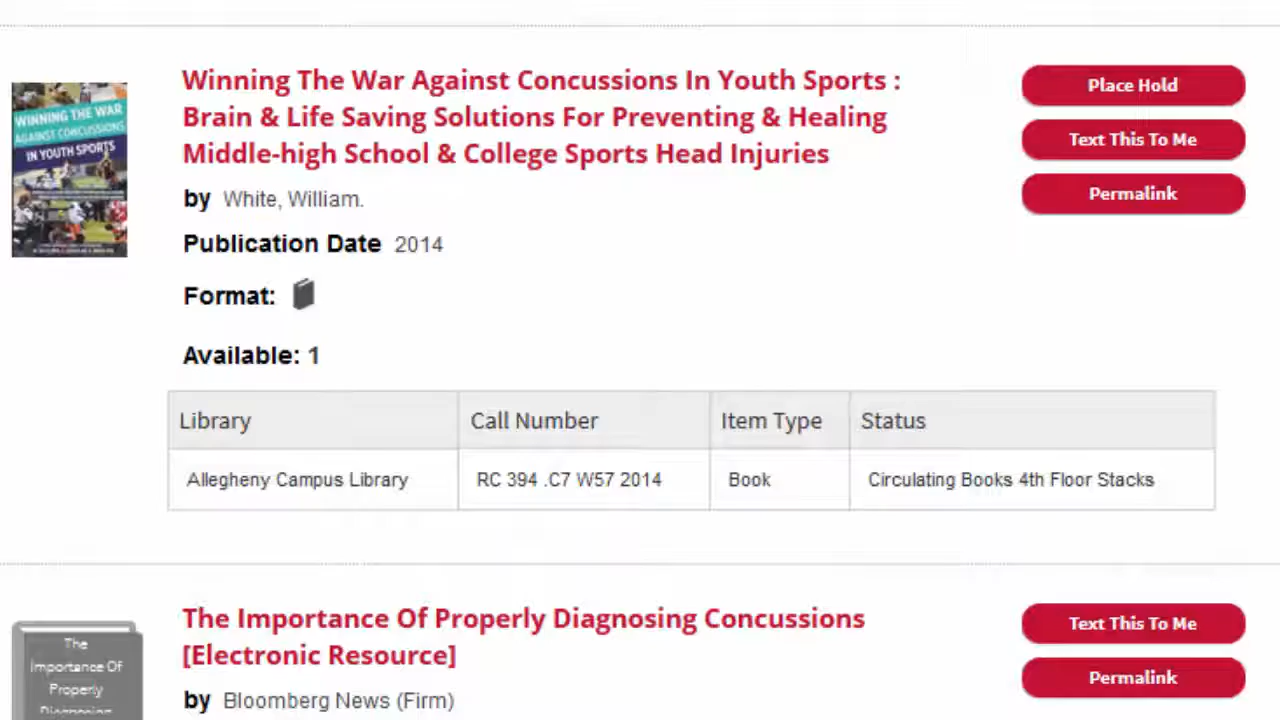 Winning The War Against Concussions In Youth Sports :
Brain & Life Saving Solutions For Preventing & Healing
Middle-high School & College Sports Head Injuries
by White, William.
Publication Date 2014
Format:
Available: 1
Place Hold
Text This To Me
Permalink
WINNING THE WAR
AGAINST CONCUSSIONS
IN YOUTH SPORTS
Library Call Number Item Type Status
Allegheny Campus Library RC 394 .C7 W57 2014 Book Circulating Books 4th Floor Stacks
The Importance Of Properly Diagnosing Concussions
[Electronic Resource]
by Bloomberg News (Firm)
Text This To Me
Permalink
The
Importance Of
Properly
Diagnosing